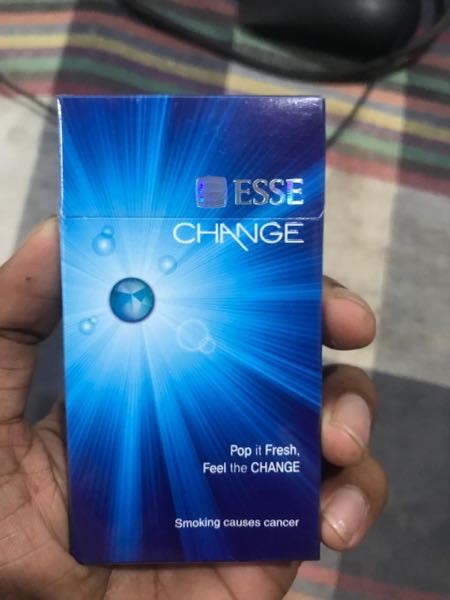 ESSE
CHANGE
Pop it Fresh,
Feel the CHANGE
Smoking causes cancer